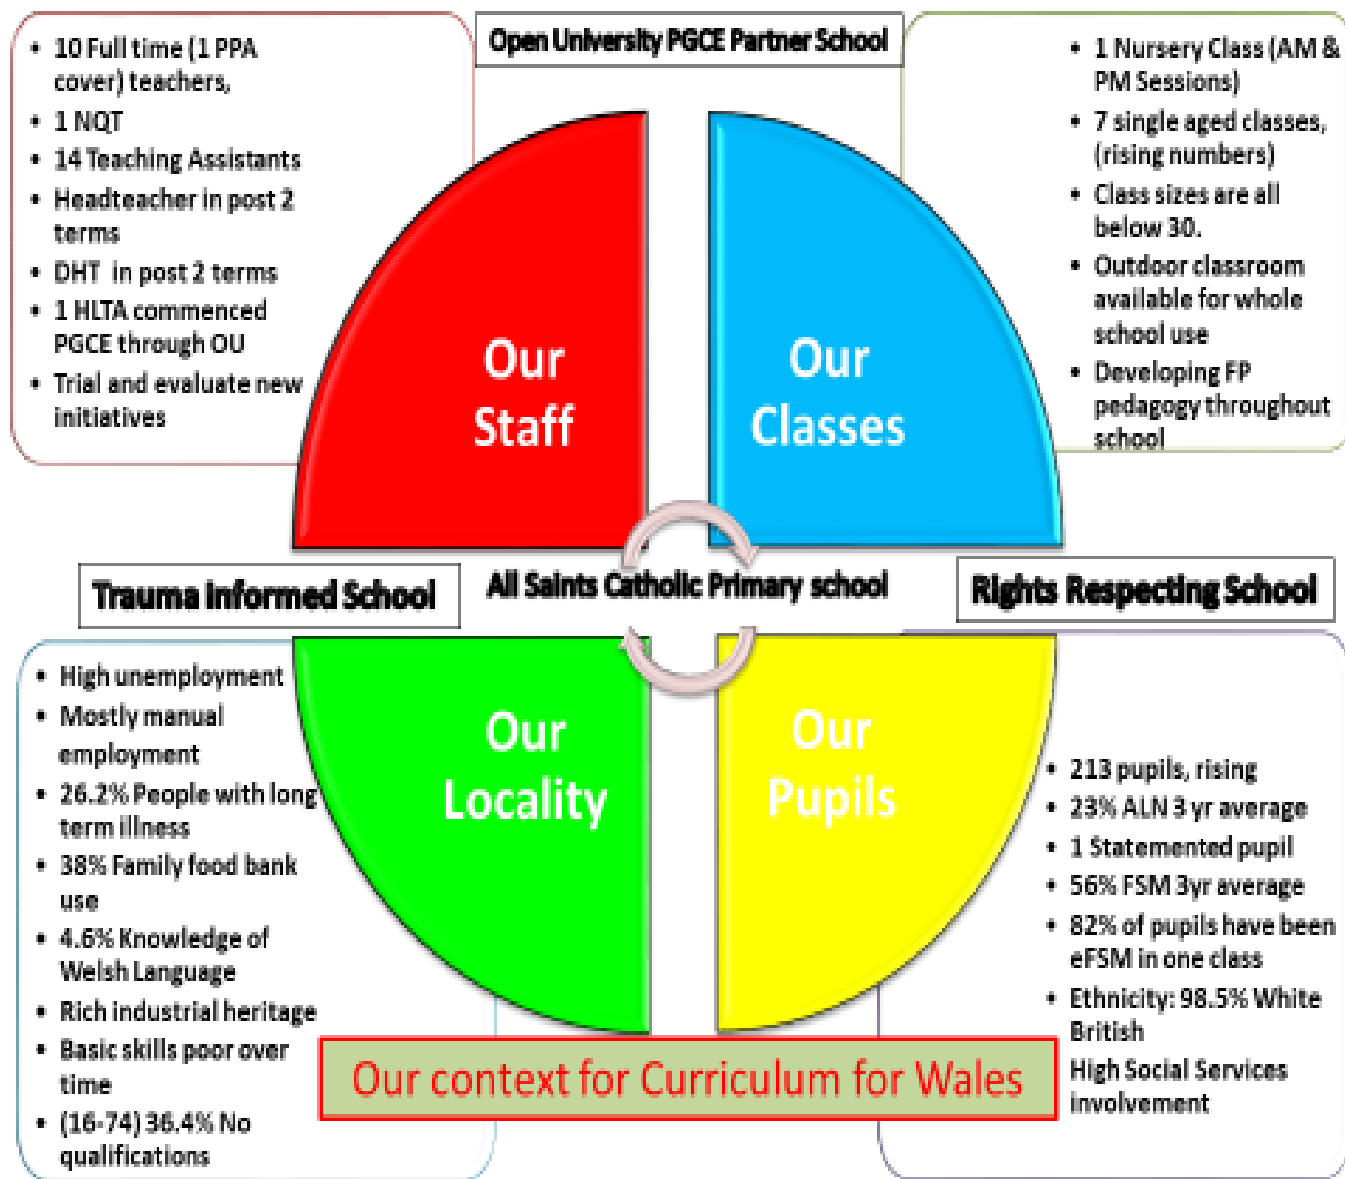 Open University PGCE Partner School
• 10 Full time (1 PPA
cover) teachers,
• 1 NQT
• 14 Teaching Assistants
• Headteacher in post 2
terms
• DHT in post 2 terms
• 1 HLTA commenced
PGCE through OU
• Trial and evaluate new
initiatives
Our
Staff
• 1 Nursery Class (AM &
PM Sessions)
• 7 single aged classes,
(rising numbers)
• Class sizes are all
below 30.
• Outdoor classroom
available for whole
school use
• Developing FP
pedagogy throughout
school
Our
Classes
Trauma Informed School
All Saints Catholic Primary school
Rights Respecting School
• High unemployment
• Mostly manual
employment
• 26.2% People with long
term illness
• 38% Family food bank
use
• 4.6% Knowledge of
Welsh Language
• Rich industrial heritage
• Basic skills poor over
time
• (16-74) 36.4% No
qualifications
Our
Locality
Our
Pupils
• 213 pupils, rising
• 23% ALN 3 yr average
• 1 Statemented pupil
• 56% FSM 3yr average
• 82% of pupils have been
eFSM in one class
• Ethnicity: 98.5% White
British
High Social Services
involvement
Our context for Curriculum for Wales